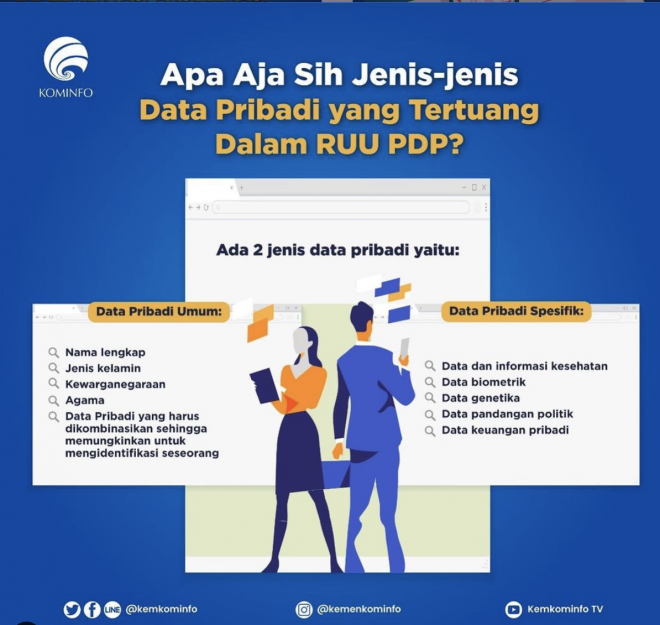 KOMINFO
Apa Aja Sih Jenis-jenis
Data Pribadi yang Tertuang
Dalam RUU PDP?
Ada 2 jenis data pribadi yaitu:
Data Pribadi Umum:
Nama lengkap
Jenis kelamin
Kewarganegaraan
Agama
Data Pribadi yang harus
dikombinasikan sehingga
memungkinkan untuk
mengidentifikasi seseorang
Data Pribadi Spesifik:
Data dan informasi kesehatan
Data biometrik
Data genetika
Data pandangan politik
Data keuangan pribadi
LINE @kemkominfo
@kemenkominfo
Kemkominfo TV